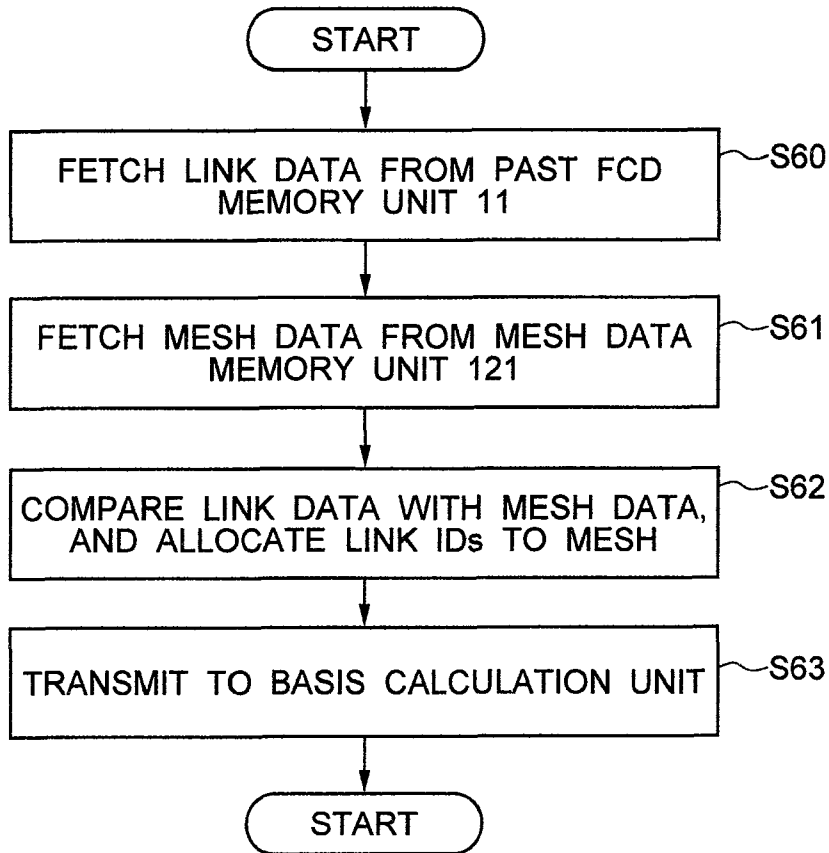 START
FETCH LINK DATA FROM PAST FCD
MEMORY UNIT 11
S60
FETCH MESH DATA FROM MESH DATA
MEMORY UNIT 121
S61
COMPARE LINK DATA WITH MESH DATA,
AND ALLOCATE LINK IDs TO MESH
S62
TRANSMIT TO BASIS CALCULATION UNIT
S63
START